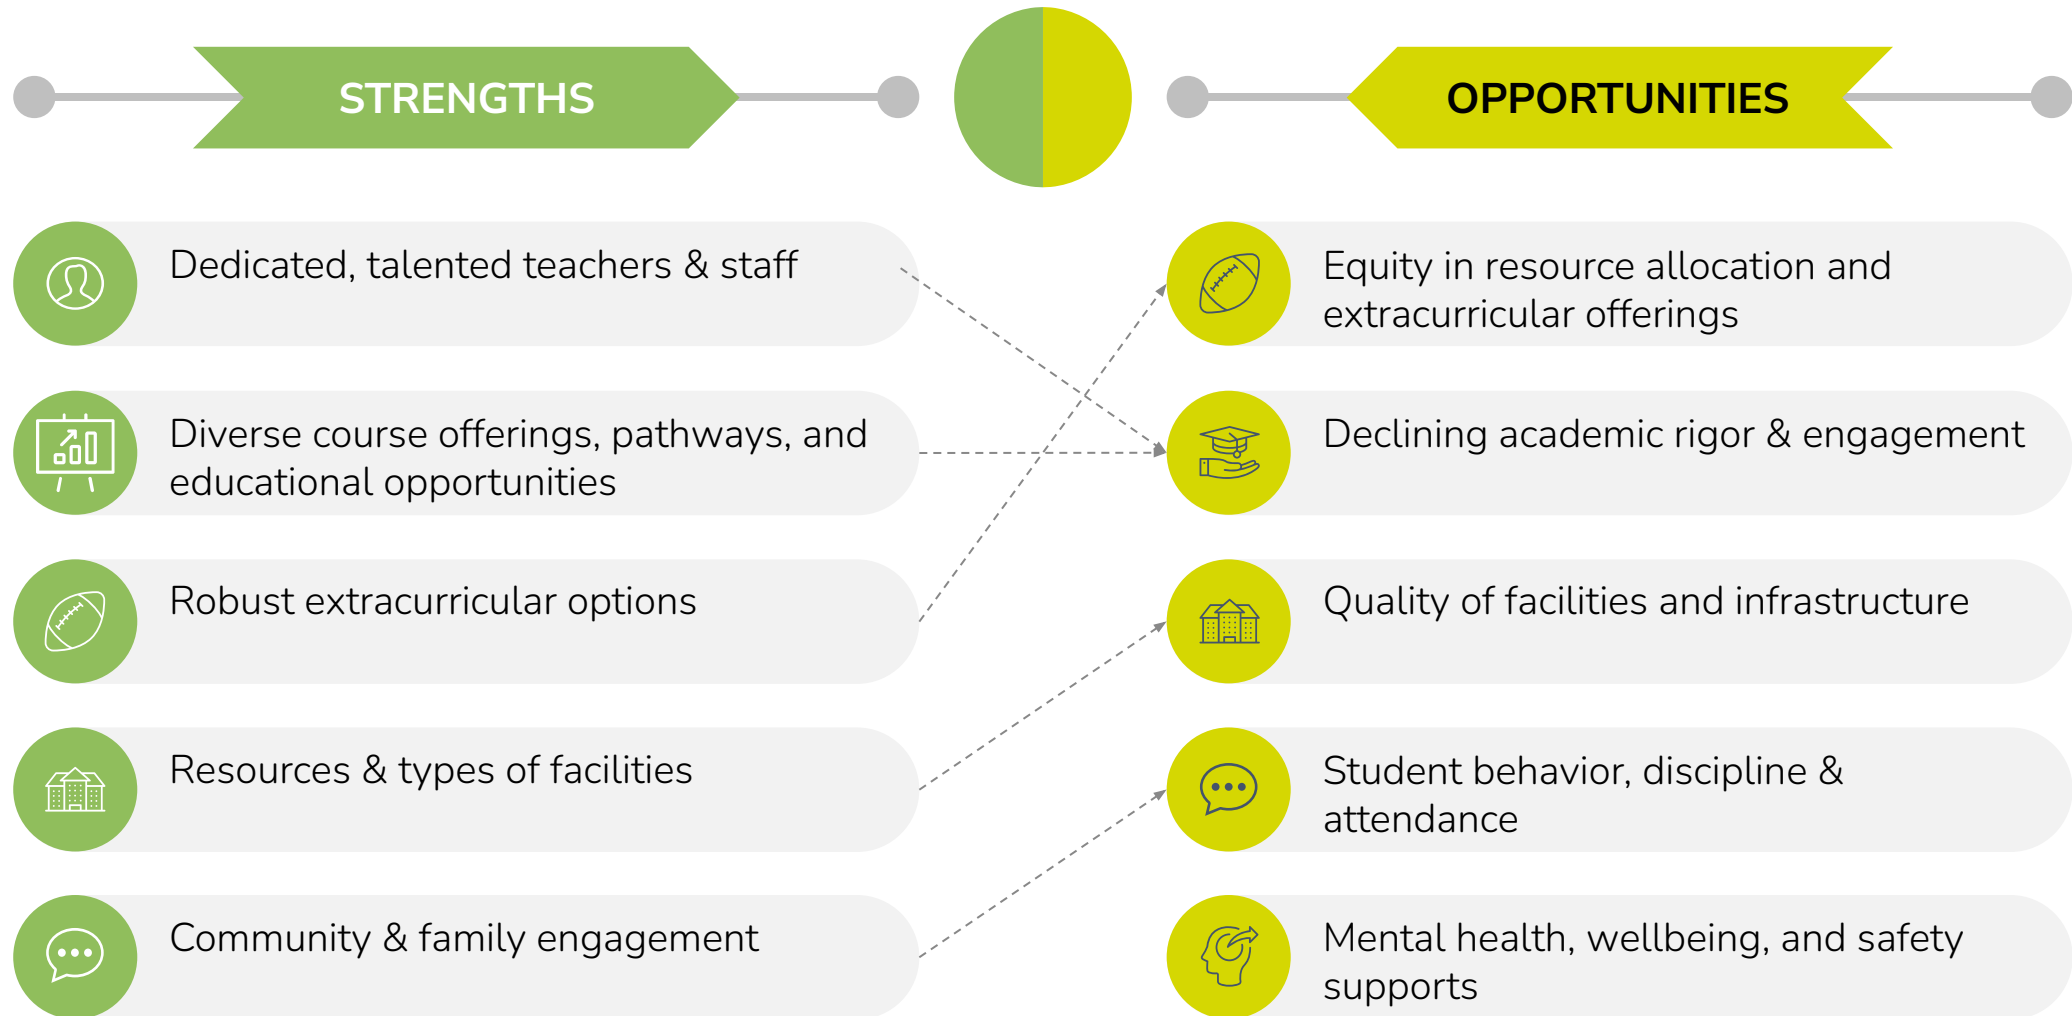 STRENGTHS
Dedicated, talented teachers & staff
Diverse course offerings, pathways, and
educational opportunities
Robust extracurricular options
Resources & types of facilities
Community & family engagement
OPPORTUNITIES
Equity in resource allocation and
extracurricular offerings
Declining academic rigor & engagement
Quality of facilities and infrastructure
Student behavior, discipline &
attendance
Mental health, wellbeing, and safety
supports